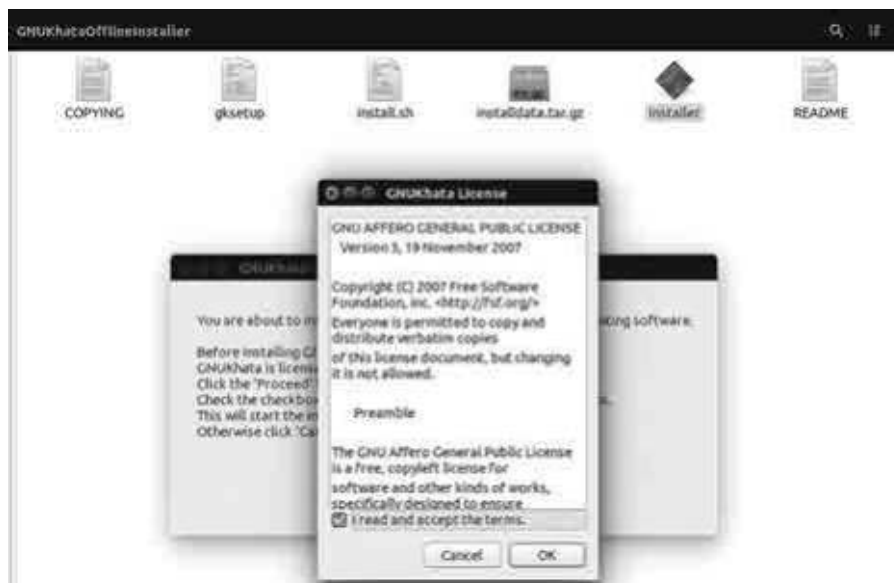 GNUKhataOfflineInstaller
COPYING
gksetup
install.sh
installdata.tar.gz
Installer
README
GNUKhata License
GNU AFFERO GENERAL PUBLIC LICENSE
Version 3, 19 November 2007
Copyright (C) 2007 Free Software
Foundation, Inc. <http://fsf.org/>
Everyone is permitted to copy and
distribute verbatim copies
of this license document, but changing
it is not allowed.
Preamble
The GNU Affero General Public License
is a free, copyleft license for
software and other kinds of works,
specifically designed to ensure
I read and accept the terms.
Cancel
OK
GNUKhata
You are about to
ting software.
Before installing
GNUKhata is
Click the 'Proceed'
Check the
This will start the
Otherwise click